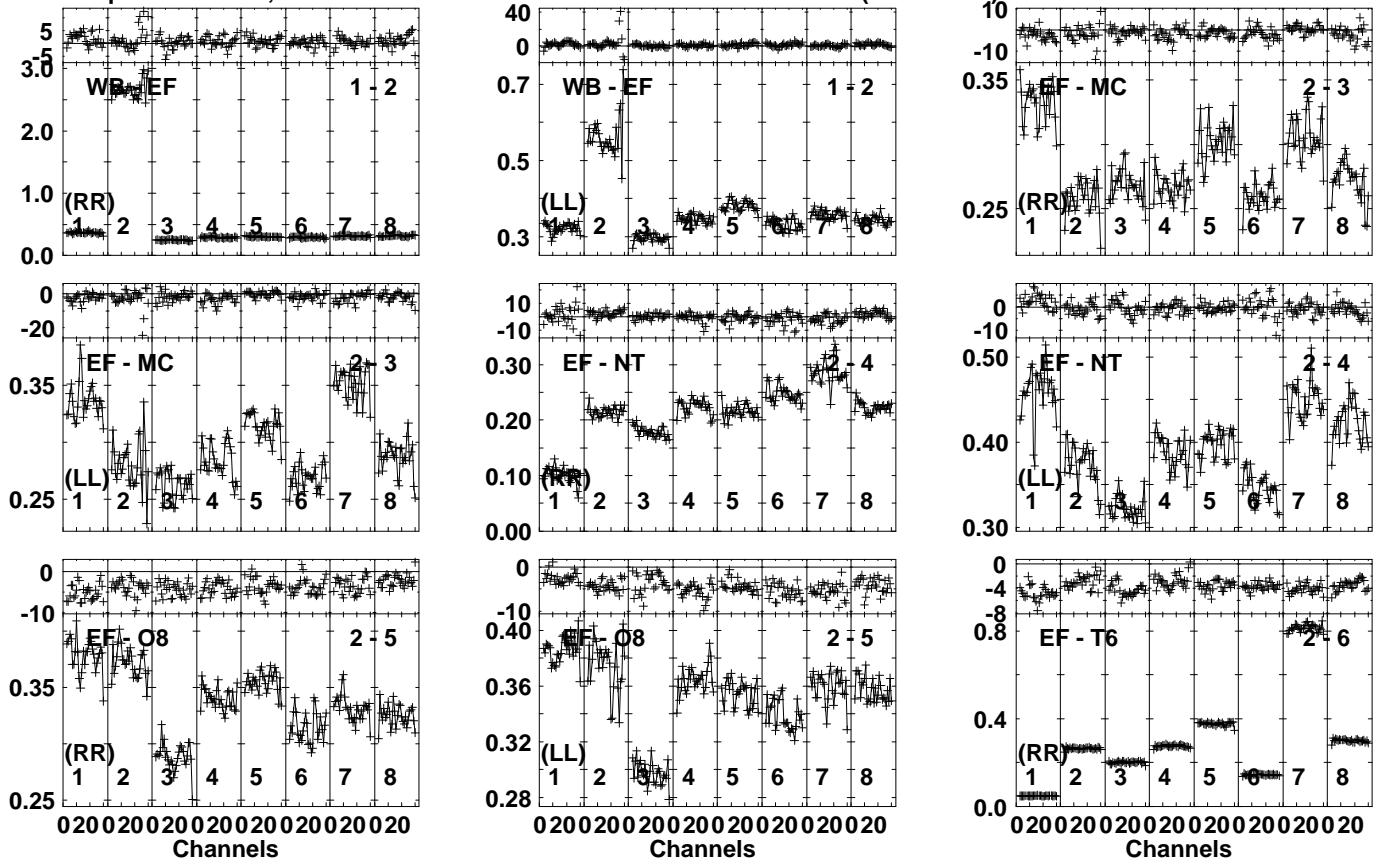 5
-5
3.0
2.0
1.0
0.0
WB - EF 1 - 2
(RR)
1 2 3 4 5 6 7 8
40
0
0.7
0.5
0.3
WB - EF 1 - 2
(LL)
1 2 3 4 5 6 7 8
10
-10
0.35
0.25
EF - MC 2 - 3
(RR)
1 2 3 4 5 6 7 8
0
-20
0.35
0.25
EF - MC 2 - 3
(LL)
1 2 3 4 5 6 7 8
10
-10
0.30
0.20
0.10
0.00
EF - NT 2 - 4
(RR)
1 2 3 4 5 6 7 8
0
-10
0.50
0.40
0.30
EF - NT 2 - 4
(LL)
1 2 3 4 5 6 7 8
0
-10
0.35
0.25
EF - O8 2 - 5
(RR)
1 2 3 4 5 6 7 8
0 20 0 20 0 20 0 20 0 20 0 20 0 20 0 20
Channels
0
-10
0.40
0.36
0.32
0.28
EF - O8 2 - 5
(LL)
1 2 3 4 5 6 7 8
0 20 0 20 0 20 0 20 0 20 0 20 0 20 0 20
Channels
0
-4
-8
0.8
0.4
0.0
EF - T6 2 - 6
(RR)
1 2 3 4 5 6 7 8
0 20 0 20 0 20 0 20 0 20 0 20 0 20 0 20
Channels